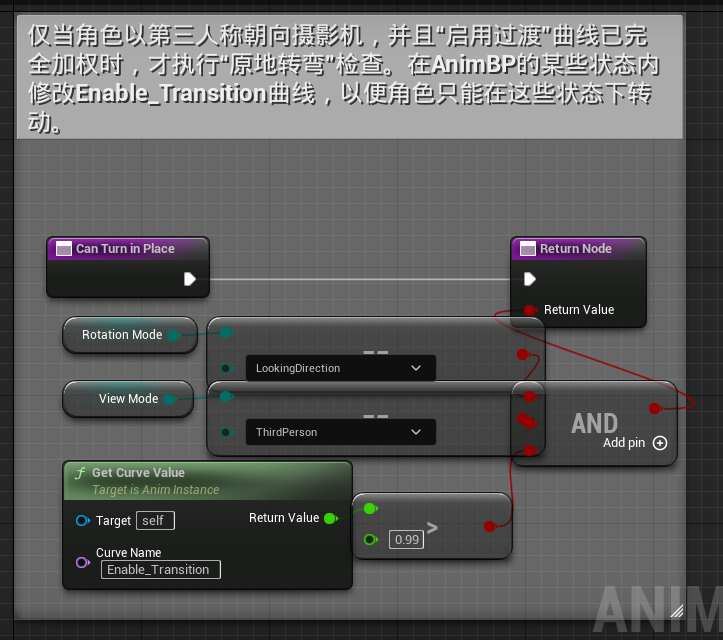 仅当角色以第三人称朝向摄影机，并且“启用过渡”曲线已完
全加权时，才执行“原地转弯”检查。在AnimBP的某些状态内
修改Enable_Transition曲线，以便角色只能在这些状态下转
动。
Can Turn in Place
Return Node
Return Value
Rotation Mode
==
LookingDirection
View Mode
==
ThirdPerson
AND
Add pin
Get Curve Value
Target is Anim Instance
Target self
Return Value
Curve Name
Enable_Transition
>
0.99
ANIM